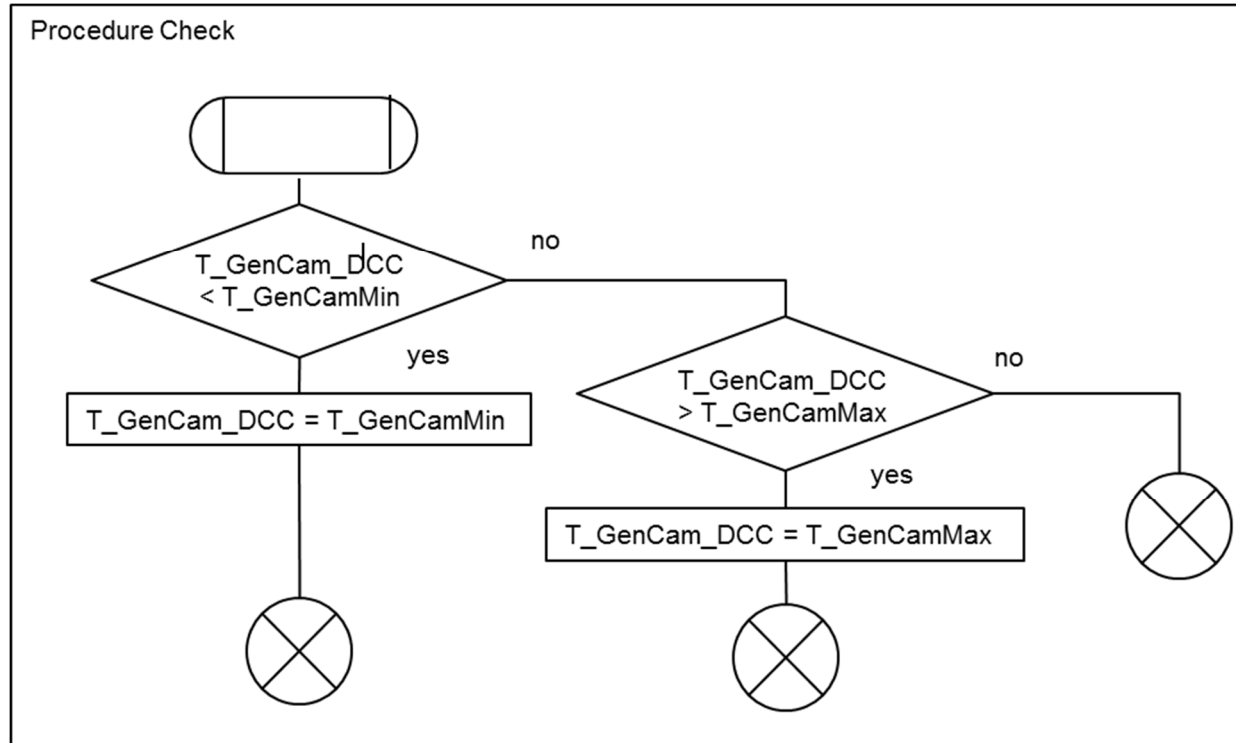 Procedure Check
T_GenCam_DCC
< T_GenCamMin
no
yes
T_GenCam_DCC = T_GenCamMin
T_GenCam_DCC
> T_GenCamMax
no
yes
T_GenCam_DCC = T_GenCamMax